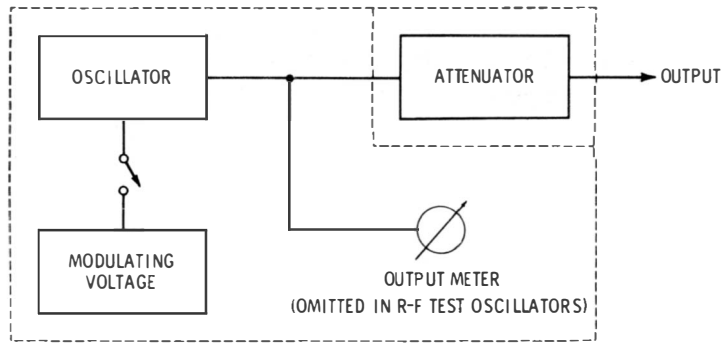 OSCILLATOR
ATTENUATOR
OUTPUT
MODULATING
VOLTAGE
OUTPUT METER
(OMITTED IN R-F TEST OSCILLATORS)